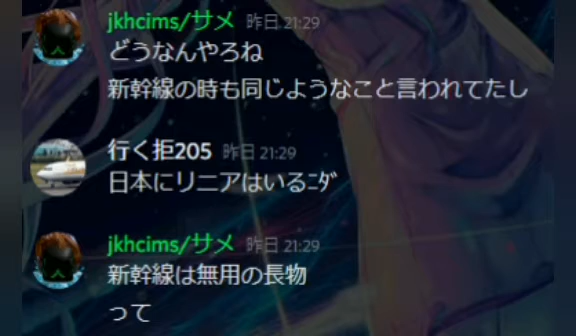 jkhcims/サメ 昨日 21:29
どうなんやろね
新幹線の時も同じようなこと言われてたし
行く拒205 昨日 21:29
日本にリニアはいるﾆﾀﾞ
jkhcims/サメ 昨日 21:29
新幹線は無用の長物
って